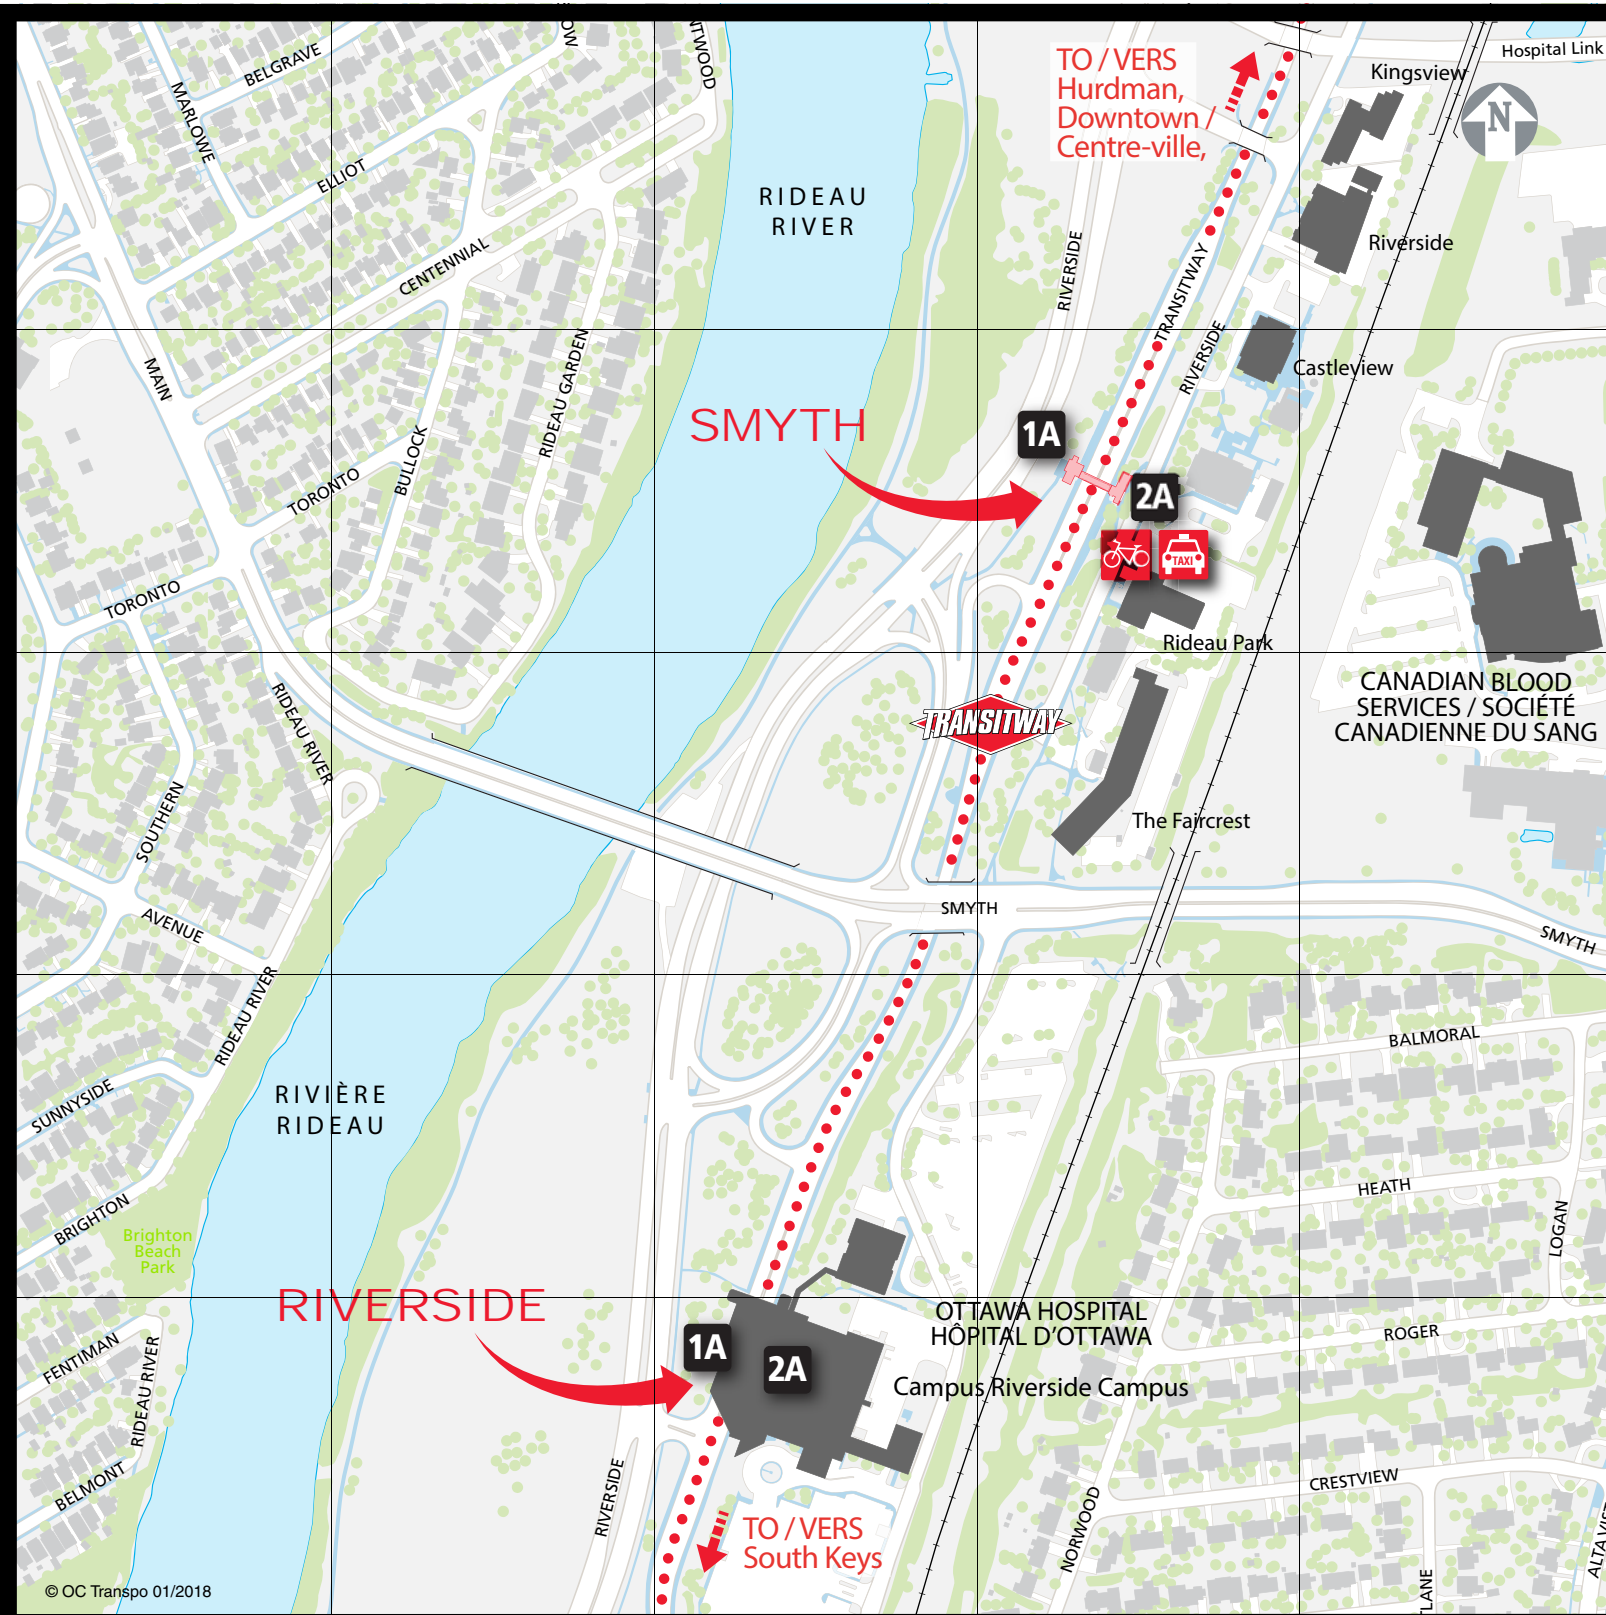 BELGRAVE
MARLOWE
ELLIOT
CENTENNIAL
RIDEAU
RIVER
TO / VERS
Hurdman,
Downtown /
Centre-ville,
Hospital Link
Kingsview
N
Riverside
RIVERSIDE
TRANSITWAY
RIVERSIDE
Castleview
MAIN
RIDEAU GARDEN
BULLOCK
TORONTO
TORONTO
SMYTH
1A
2A
TAXI
Rideau Park
CANADIAN BLOOD
SERVICES / SOCIÉTÉ
CANADIENNE DU SANG
TRANSITWAY
The Faircrest
RIDEAU RIVER
SOUTHERN
AVENUE
SMYTH
SMYTH
RIDEAU RIVER
SUNNYSIDE
RIVIÈRE
RIDEAU
BALMORAL
HEATH
LOGAN
BRIGHTON
Brighton
Beach
Park
RIVERSIDE
1A
2A
OTTAWA HOSPITAL
HÔPITAL D'OTTAWA
Campus Riverside Campus
ROGER
FENTIMAN
RIDEAU RIVER
BELMONT
RIVERSIDE
TO / VERS
South Keys
NORWOOD
CRESTVIEW
© OC Transpo 01/2018